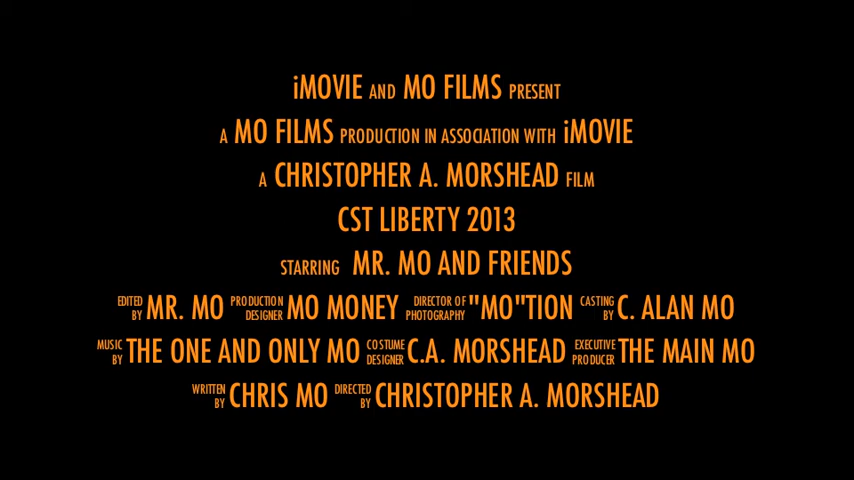 iMOVIE AND MO FILMS PRESENT
A MO FILMS PRODUCTION IN ASSOCIATION WITH iMOVIE
A CHRISTOPHER A. MORSHEAD FILM
CST LIBERTY 2013
STARRING MR. MO AND FRIENDS
EDITED BY MR. MO PRODUCTION DESIGNER MO MONEY DIRECTOR OF PHOTOGRAPHY "MO"TION CASTING BY C. ALAN MO
MUSIC BY THE ONE AND ONLY MO COSTUME DESIGNER C.A. MORSHEAD EXECUTIVE PRODUCER THE MAIN MO
WRITTEN BY CHRIS MO DIRECTED BY CHRISTOPHER A. MORSHEAD